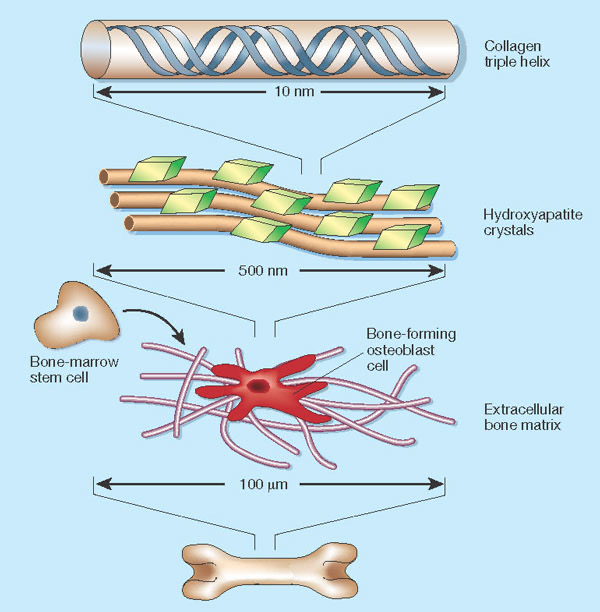 Collagen
triple helix
10 nm
Hydroxyapatite
crystals
500 nm
Bone-marrow
stem cell
Bone-forming
osteoblast
cell
Extracellular
bone matrix
100 μm